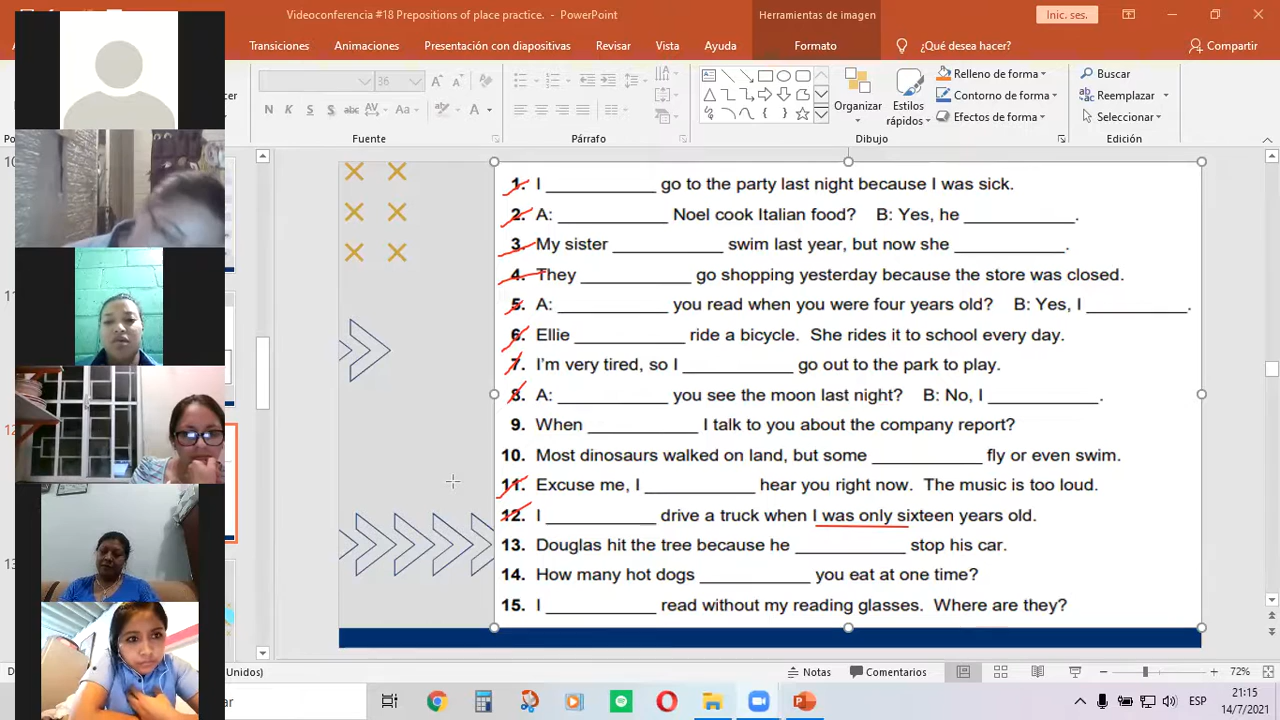 Videoconferencia #18 Prepositions of place practice. - PowerPoint
Herramientas de imagen
Inic. ses.
Transiciones Animaciones Presentación con diapositivas Revisar Vista Ayuda Formato ¿Qué desea hacer? Compartir
36
Relleno de forma
Contorno de forma
Efectos de forma
Organizar
Estilos
rápidos
Buscar
Reemplazar
Seleccionar
N K S S abc AV Aa A
cer
ar
Fuente Párrafo Dibujo Edición
1. I ____________ go to the party last night because I was sick.
2. A: ____________ Noel cook Italian food? B: Yes, he ____________.
3. My sister ____________ swim last year, but now she ____________.
4. They ____________ go shopping yesterday because the store was closed.
5. A: ____________ you read when you were four years old? B: Yes, I ___________.
6. Ellie ____________ ride a bicycle. She rides it to school every day.
7. I'm very tired, so I ____________ go out to the park to play.
8. A: ____________ you see the moon last night? B: No, I ____________.
9. When ____________ I talk to you about the company report?
10. Most dinosaurs walked on land, but some ____________ fly or even swim.
11. Excuse me, I ____________ hear you right now. The music is too loud.
12. I ____________ drive a truck when I was only sixteen years old.
13. Douglas hit the tree because he ____________ stop his car.
14. How many hot dogs ____________ you eat at one time?
15. I ____________ read without my reading glasses. Where are they?
Unidos)
Notas Comentarios 72%
ar
ESP
21:15
14/7/2021